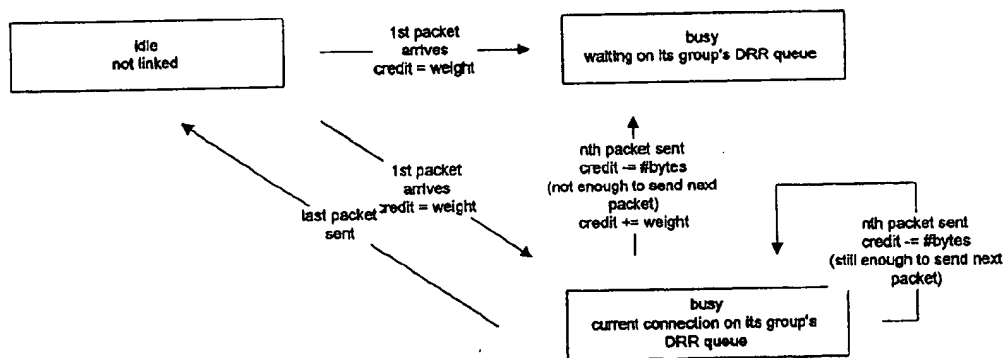 idle
not linked
1st packet
arrives
credit = weight
busy
waiting on its group's DRR queue
1st packet
arrives
credit = weight
last packet
sent
nth packet sent
credit -= #bytes
(not enough to send next
packet)
credit += weight
nth packet sent
credit -= #bytes
(still enough to send next
packet)
busy
current connection on its group's
DRR queue